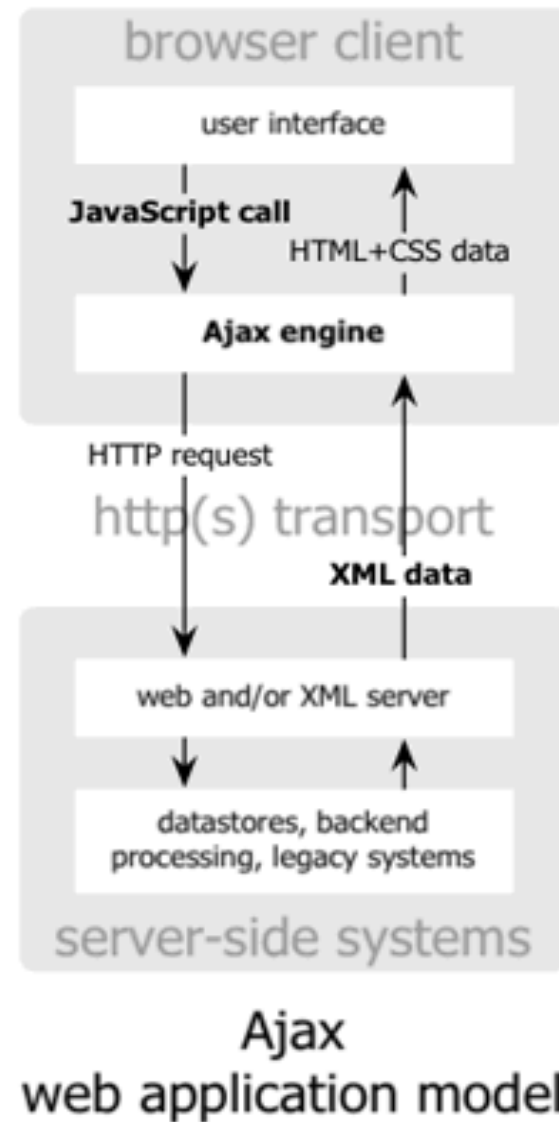 browser client
user interface
JavaScript call
HTML+CSS data
Ajax engine
HTTP request
http(s) transport
XML data
web and/or XML server
datastores, backend
processing, legacy systems
server-side systems
Ajax
web application model